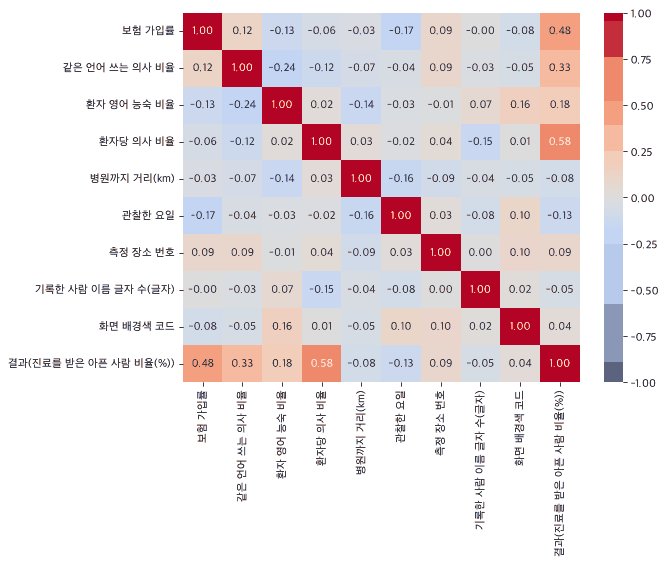 보험 가입률 1.00 0.12 -0.13 -0.06 -0.03 -0.17 0.09 -0.00 -0.08 0.48
같은 언어 쓰는 의사 비율 0.12 1.00 -0.24 -0.12 -0.07 -0.04 0.09 -0.03 -0.05 0.33
환자 영어 능숙 비율 -0.13 -0.24 1.00 0.02 -0.14 -0.03 -0.01 0.07 0.16 0.18
환자당 의사 비율 -0.06 -0.12 0.02 1.00 0.03 -0.02 0.04 -0.15 0.01 0.58
병원까지 거리(km) -0.03 -0.07 -0.14 0.03 1.00 -0.16 -0.09 -0.04 -0.05 -0.08
관찰한 요일 -0.17 -0.04 -0.03 -0.02 -0.16 1.00 0.03 -0.08 0.10 -0.13
측정 장소 번호 0.09 0.09 -0.01 0.04 -0.09 0.03 1.00 0.00 0.10 0.09
기록한 사람 이름 글자 수(글자) -0.00 -0.03 0.07 -0.15 -0.04 -0.08 0.00 1.00 0.02 -0.05
화면 배경색 코드 -0.08 -0.05 0.16 0.01 -0.05 0.10 0.10 0.02 1.00 0.04
결과(진료를 받은 아픈 사람 비율(%)) 0.48 0.33 0.18 0.58 -0.08 -0.13 0.09 -0.05 0.04 1.00
보험 가입률
같은 언어 쓰는 의사 비율
환자 영어 능숙 비율
환자당 의사 비율
병원까지 거리(km)
관찰한 요일
측정 장소 번호
기록한 사람 이름 글자 수(글자)
화면 배경색 코드
결과(진료를 받은 아픈 사람 비율(%))
1.00
0.75
0.50
0.25
0.00
-0.25
-0.50
-0.75
-1.00